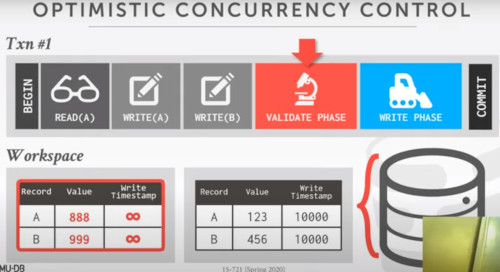 OPTIMISTIC CONCURRENCY CONTROL
Txn #1
BEGIN
READ(A)
WRITE(A)
WRITE(B)
VALIDATE PHASE
WRITE PHASE
COMMIT
Workspace
Record Value Write Timestamp
A 888 ∞
B 999 ∞
Record Value Write Timestamp
A 123 10000
B 456 10000
MU·DB
15-721 (Spring 2020)